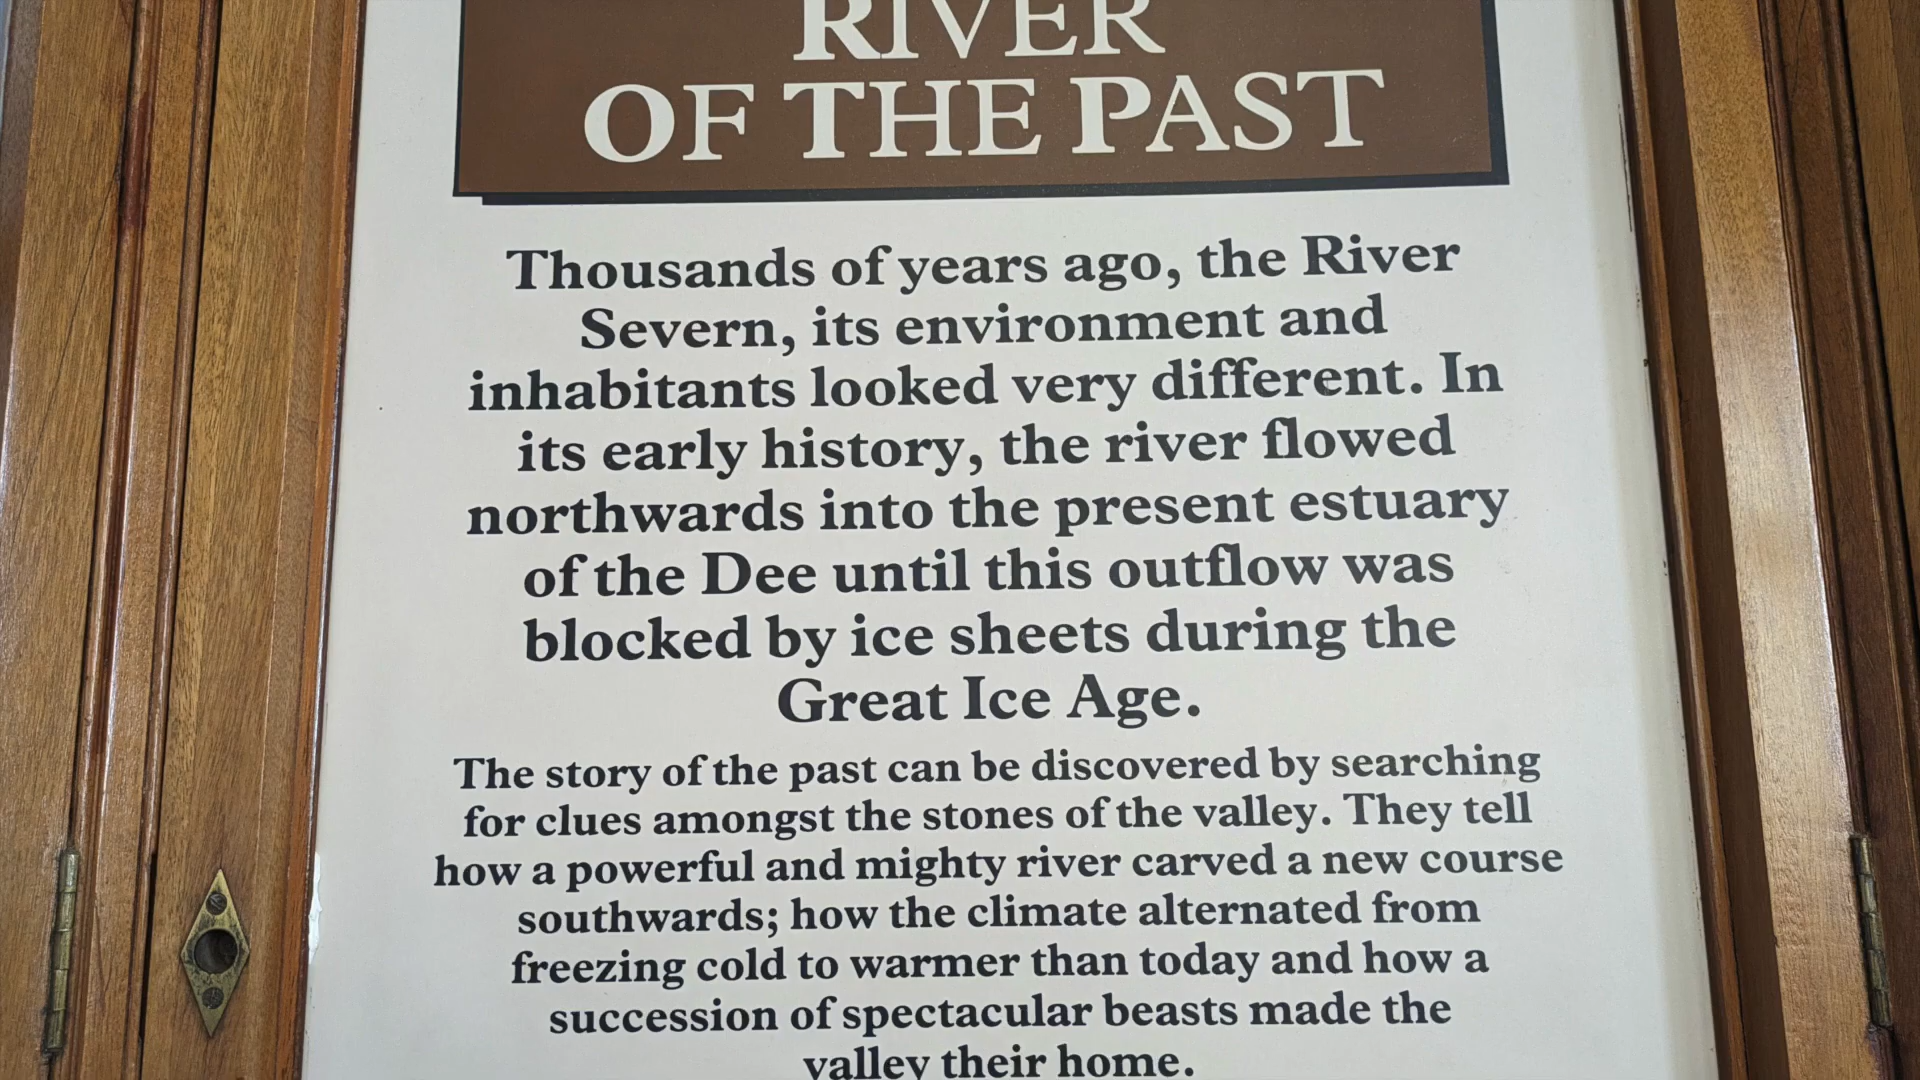 RIVER
OF THE PAST
Thousands of years ago, the River
Severn, its environment and
inhabitants looked very different. In
its early history, the river flowed
northwards into the present estuary
of the Dee until this outflow was
blocked by ice sheets during the
Great Ice Age.
The story of the past can be discovered by searching
for clues amongst the stones of the valley. They tell
how a powerful and mighty river carved a new course
southwards; how the climate alternated from
freezing cold to warmer than today and how a
succession of spectacular beasts made the
valley their home.